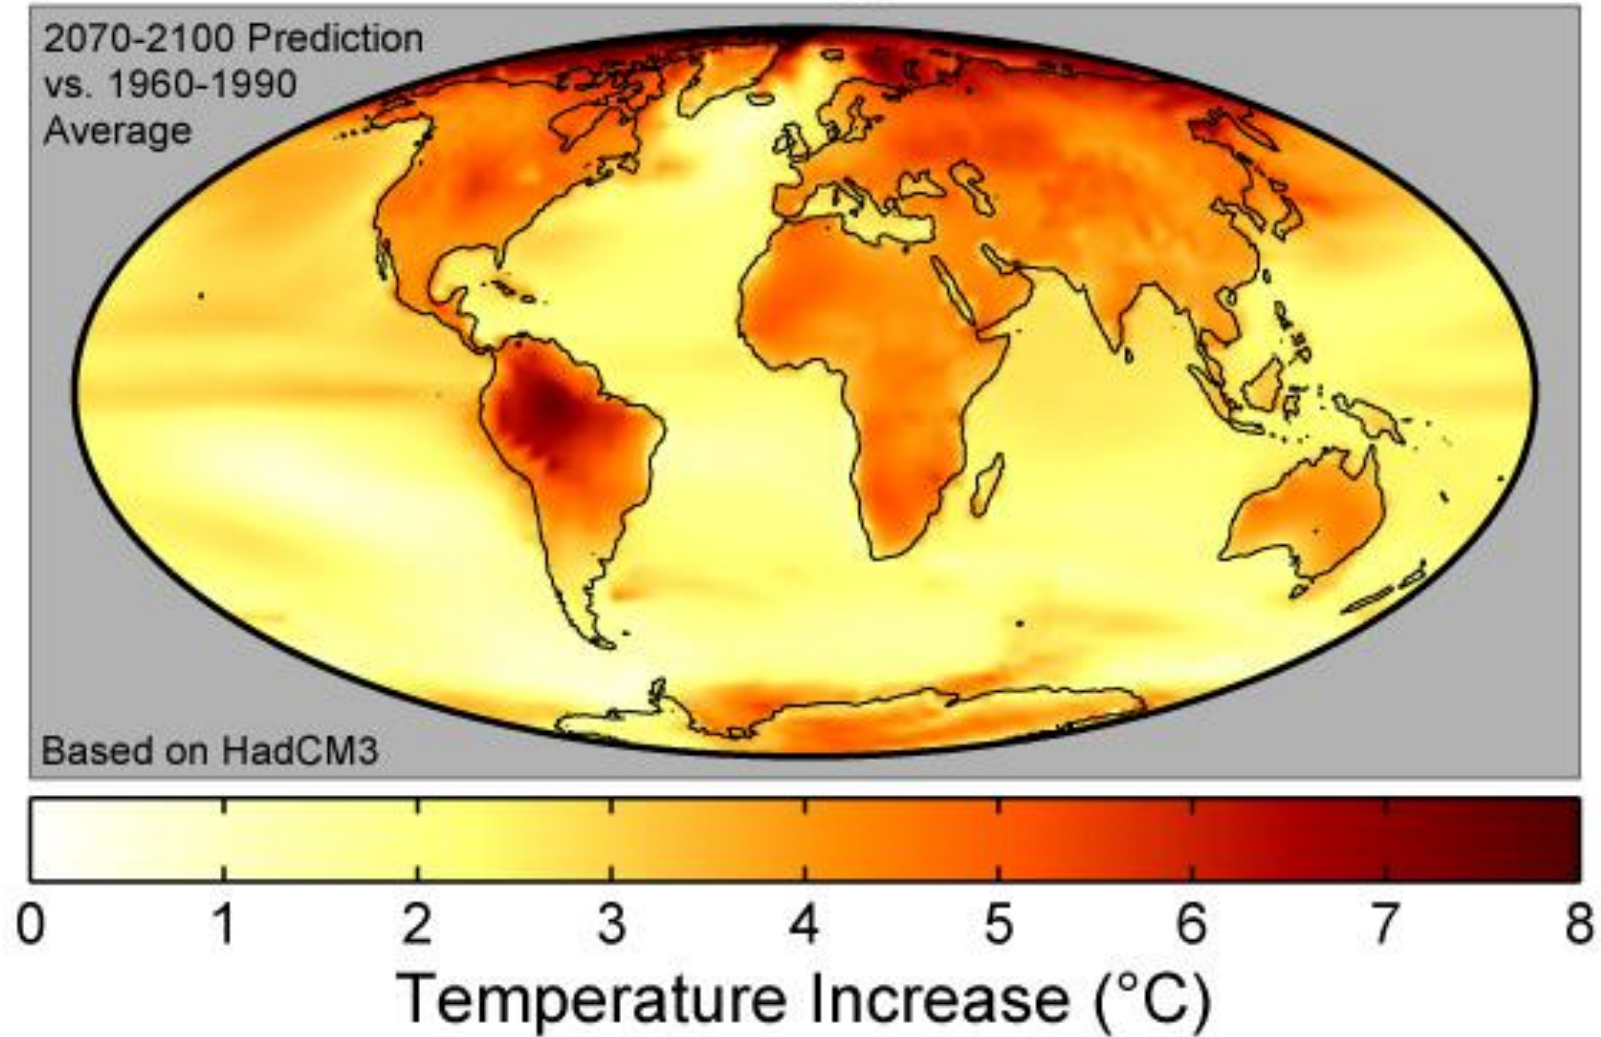 2070-2100 Prediction
vs. 1960-1990
Average
Based on HadCM3
0 1 2 3 4 5 6 7 8
Temperature Increase (°C)